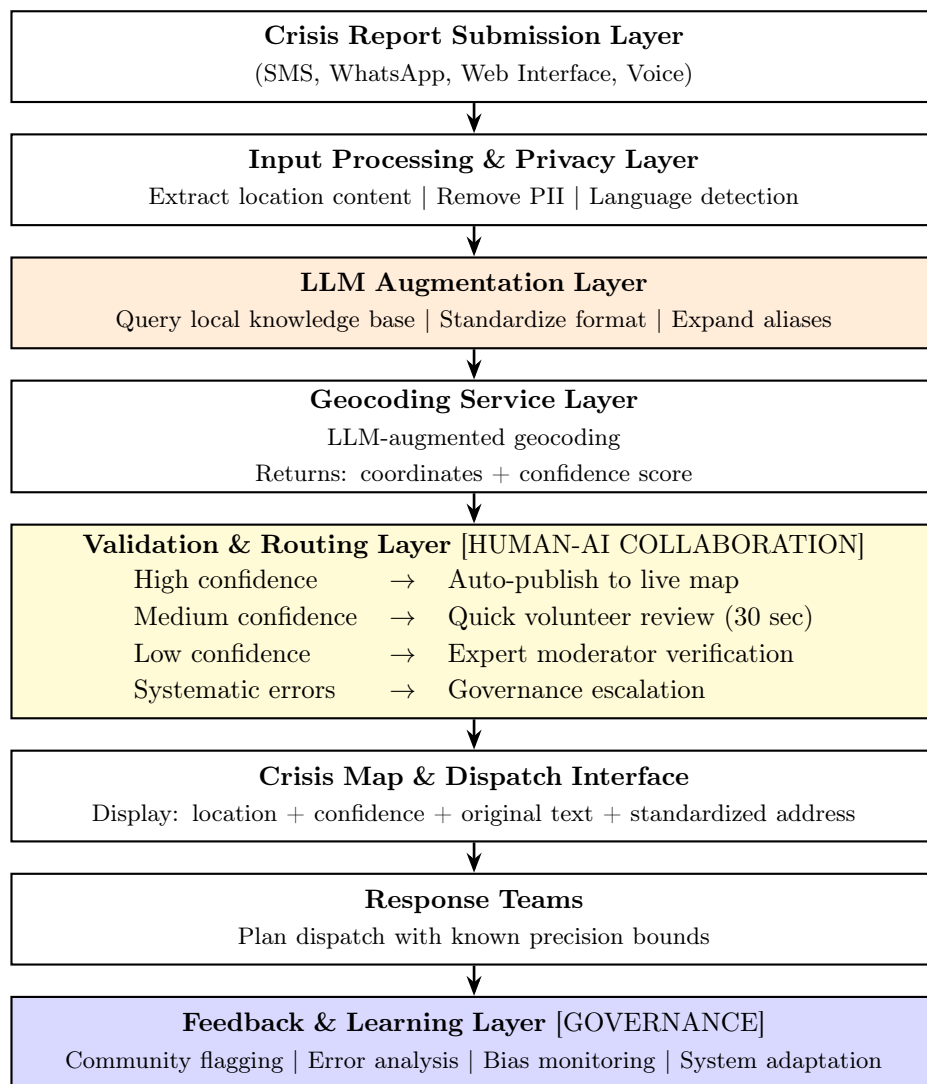 Crisis Report Submission Layer
(SMS, WhatsApp, Web Interface, Voice)
Input Processing & Privacy Layer
Extract location content | Remove PII | Language detection
LLM Augmentation Layer
Query local knowledge base | Standardize format | Expand aliases
Geocoding Service Layer
LLM-augmented geocoding
Returns: coordinates + confidence score
Validation & Routing Layer [HUMAN-AI COLLABORATION]
High confidence → Auto-publish to live map
Medium confidence → Quick volunteer review (30 sec)
Low confidence → Expert moderator verification
Systematic errors → Governance escalation
Crisis Map & Dispatch Interface
Display: location + confidence + original text + standardized address
Response Teams
Plan dispatch with known precision bounds
Feedback & Learning Layer [GOVERNANCE]
Community flagging | Error analysis | Bias monitoring | System adaptation